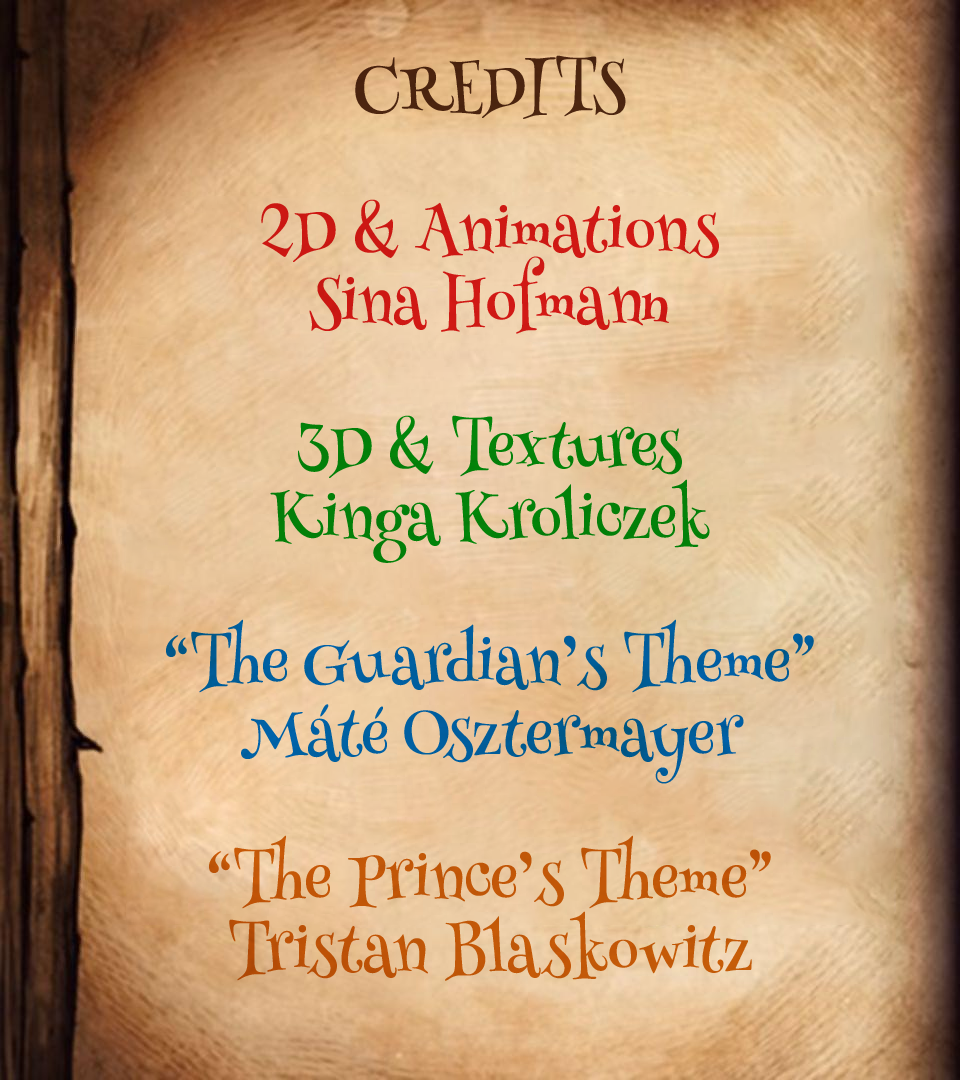 CREDITS
2D & Animations
Sina Hofmann
3D & Textures
Kinga Kroliczek
“The Guardian’s Theme”
Máté Osztermayer
“The Prince’s Theme”
Tristan Blaskowitz